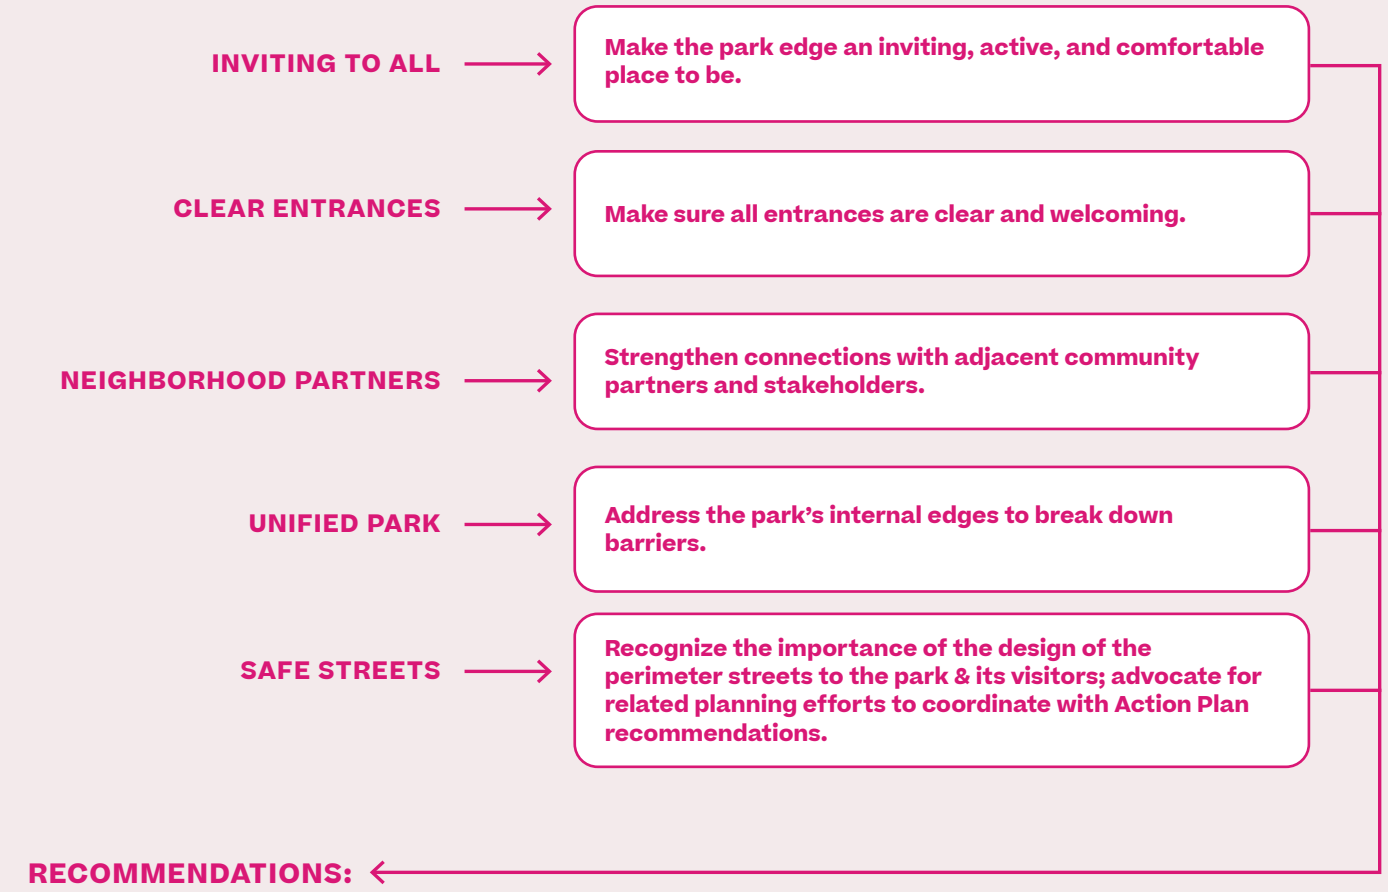 INVITING TO ALL
Make the park edge an inviting, active, and comfortable
place to be.
CLEAR ENTRANCES
Make sure all entrances are clear and welcoming.
NEIGHBORHOOD PARTNERS
Strengthen connections with adjacent community
partners and stakeholders.
UNIFIED PARK
Address the park’s internal edges to break down
barriers.
SAFE STREETS
Recognize the importance of the design of the
perimeter streets to the park & its visitors; advocate for
related planning efforts to coordinate with Action Plan
recommendations.
RECOMMENDATIONS: